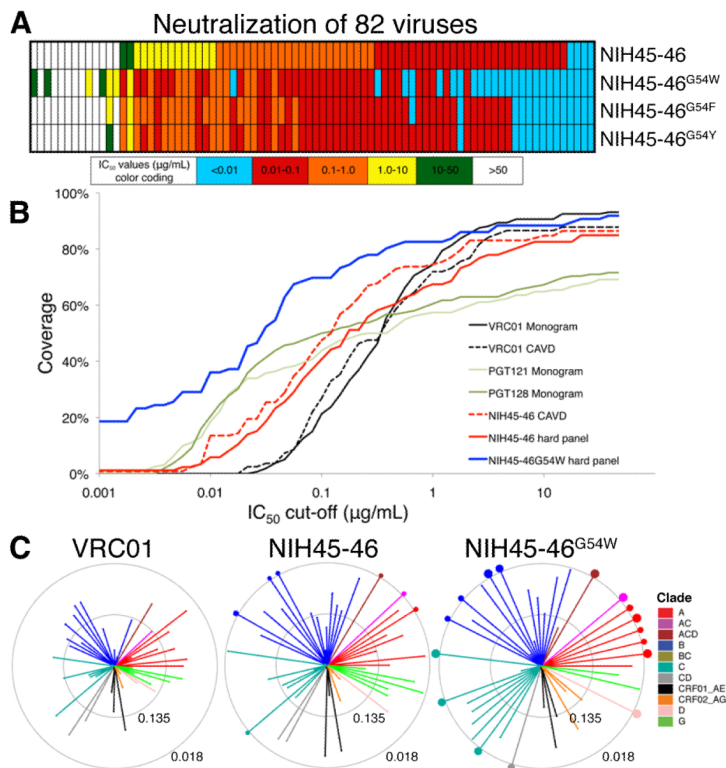 A
Neutralization of 82 viruses
NIH45-46
NIH45-46G54W
NIH45-46G54F
NIH45-46G54Y
IC50 values (µg/mL)
color coding
<0.01
0.01-0.1
0.1-1.0
1.0-10
10-50
>50
B
100%
80%
60%
40%
20%
0%
Coverage
0.001
0.01
0.1
1
10
IC50 cut-off (µg/mL)
VRC01 Monogram
VRC01 CAVD
PGT121 Monogram
PGT128 Monogram
NIH45-46 CAVD
NIH45-46 hard panel
NIH45-46G54W hard panel
C
VRC01
NIH45-46
NIH45-46G54W
0.135
0.018
0.135
0.018
0.135
0.018
Clade
A
AC
ACD
B
BC
C
CD
CRF01_AE
CRF02_AG
D
G